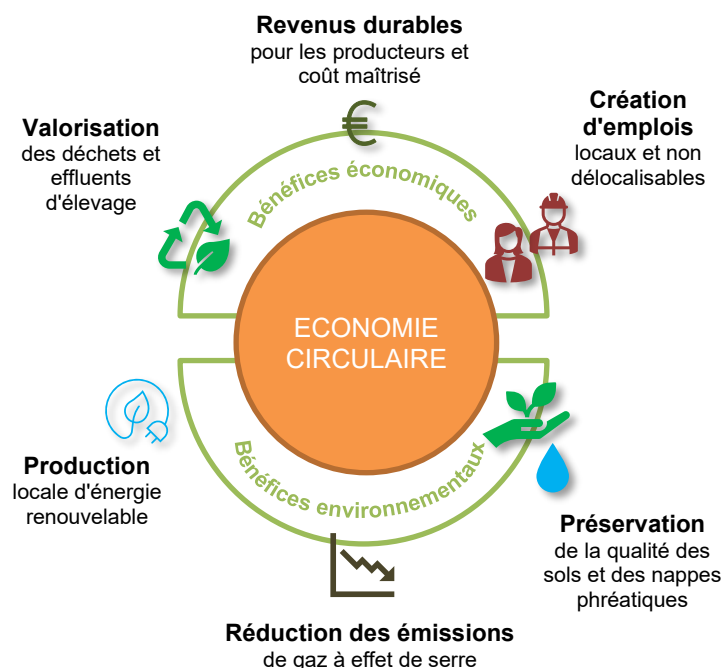 Revenus durables
pour les producteurs et
coût maîtrisé
Valorisation
des déchets et
effluents
d'élevage
Création
d'emplois
locaux et non
délocalisables
Bénéfices économiques
ECONOMIE
CIRCULAIRE
Bénéfices environnementaux
Production
locale d'énergie
renouvelable
Préservation
de la qualité des
sols et des nappes
phréatiques
Réduction des émissions
de gaz à effet de serre